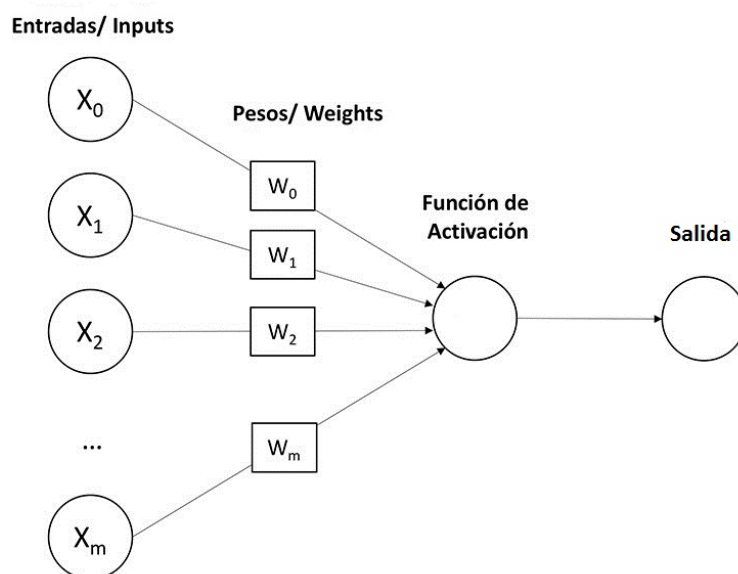 Entradas/ Inputs
X₀
Pesos/ Weights
W₀
X₁
Función de
Activación
Salida
W₁
X₂
W₂
...
Wₘ
Xₘ